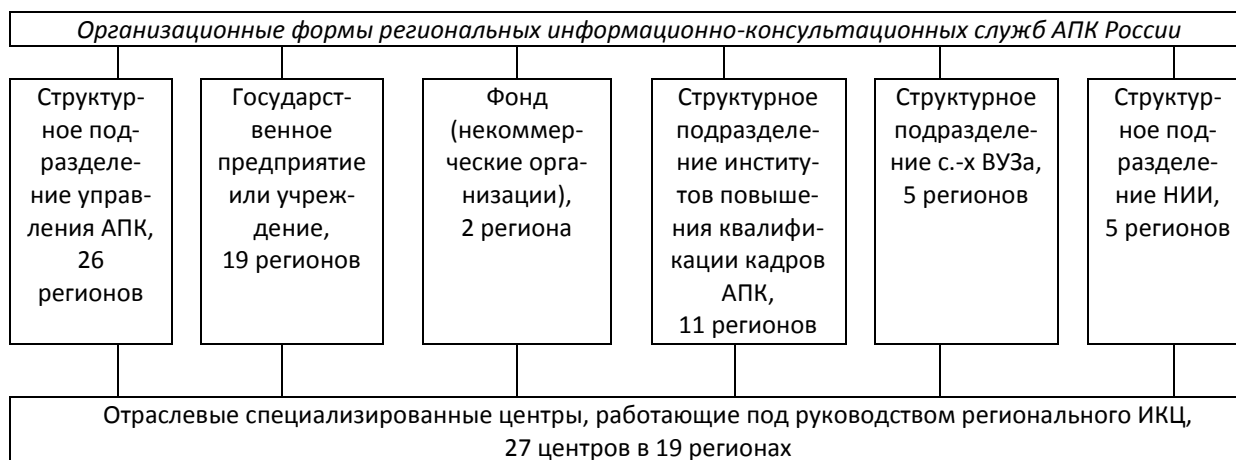 Организационные формы региональных информационно-консультационных служб АПК России
Структур-
ное под-
разделе-
ние управ-
ления АПК,
26
регионов
Государст-
венное
предприятие
или учреж-
дение,
19 регионов
Фонд
(некоммер-
ческие орга-
низации),
2 региона
Структурное
подразделе-
ние институ-
тов повыше-
ния квалифи-
кации кадров
АПК,
11 регионов
Структурное
подразделе-
ние с.-х ВУЗа,
5 регионов
Структур-
ное под-
разделе-
ние НИИ,
5 регионов
Отраслевые специализированные центры, работающие под руководством регионального ИКЦ,
27 центров в 19 регионах